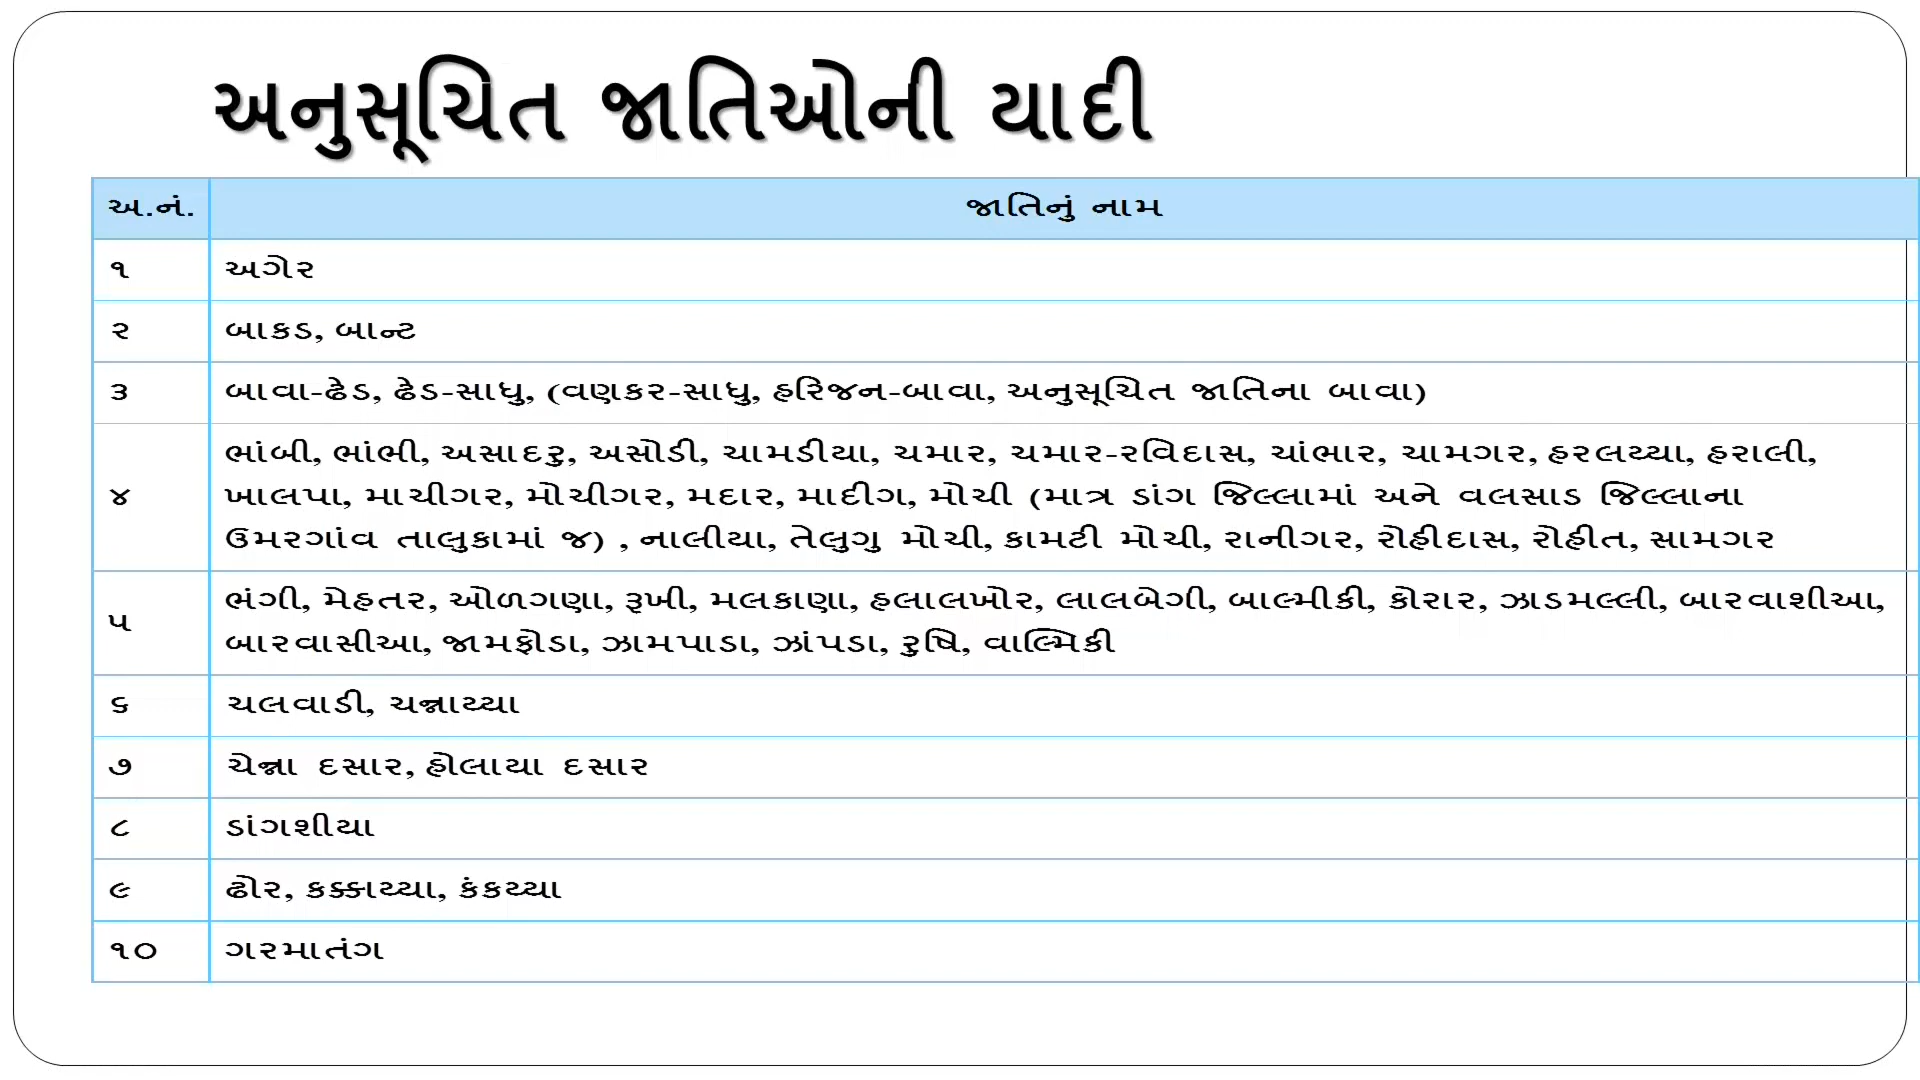 અનુસૂચિત જાતિઓની યાદી
અ.નં. જાતિનું નામ
૧ અગેર
૨ બાકડ, બાન્ટ
૩ બાવા-ઢેડ, ઢેડ-સાધુ, (વણકર-સાધુ, હરિજન-બાવા, અનુસૂચિત જાતિના બાવા)
ભાંબી, ભાંભી, અસાદરુ, અસોડી, ચામડીયા, ચમાર, ચમાર-રવિદાસ, ચાંભાર, ચામગર, હરલય્યા, હરાલી,
૪ ખાલપા, માચીગર, મોચીગર, મદાર, માદીગ, મોચી (માત્ર ડાંગ જિલ્લામાં અને વલસાડ જિલ્લાના
ઉમરગાંવ તાલુકામાં જ) , નાલીયા, તેલુગુ મોચી, કામટી મોચી, રાનીગર, રોહીદાસ, રોહીત, સામગર
૫ ભંગી, મેહતર, ઓળગણા, રૂખી, મલકાણા, હલાલખોર, લાલબેગી, બાલ્મીકી, કોરાર, ઝાડમલ્લી, બારવાશીઆ,
બારવાસીઆ, જામફોડા, ઝામપાડા, ઝાંપડા, રુષિ, વાલ્મિકી
૬ ચલવાડી, ચન્નાય્યા
૭ ચેન્ના દસાર, હોલાયા દસાર
૮ ડાંગશીયા
૯ ઢોર, કક્કાય્યા, કંકય્યા
૧૦ ગરમાતંગ